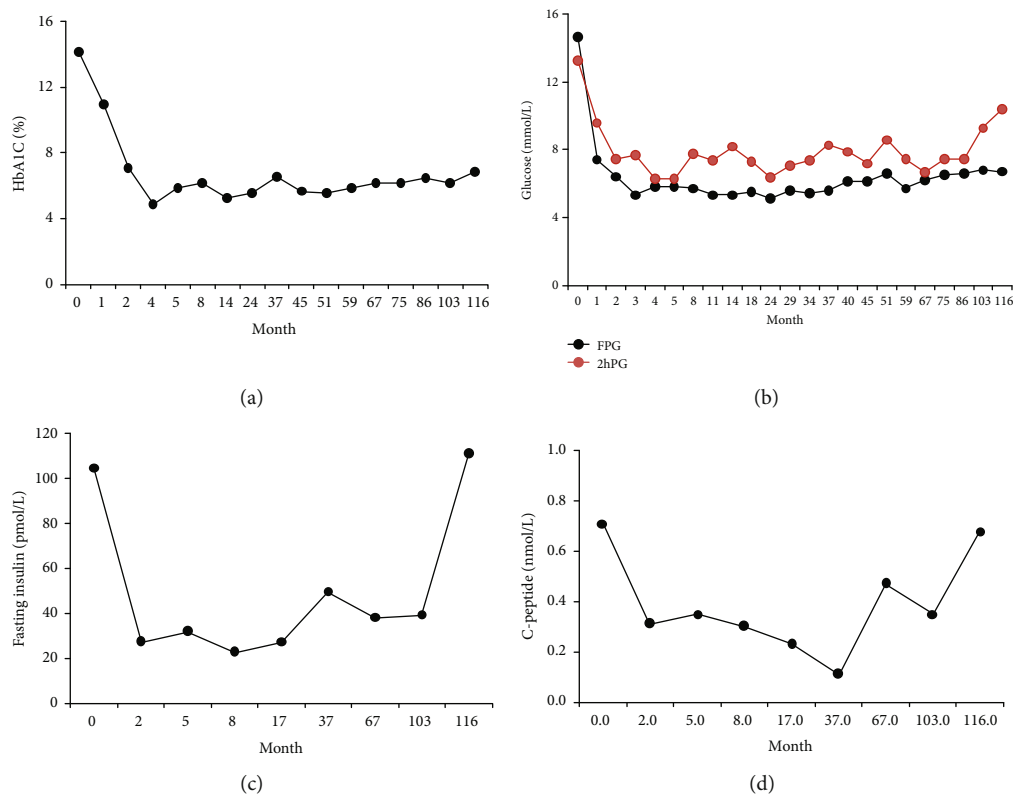 16
12
8
4
0
HbA1C (%)
0 1 2 4 5 8 14 24 37 45 51 59 67 75 86 103 116
Month
(a)
16
12
8
4
0
Glucose (mmol/L)
0 1 2 3 4 5 8 11 14 18 24 29 34 37 40 45 51 59 67 75 86 103 116
Month
FPG
2hPG
(b)
120
100
80
60
40
20
0
Fasting insulin (pmol/L)
0 2 5 8 17 37 67 103 116
Month
(c)
1.0
0.8
0.6
0.4
0.2
0.0
C-peptide (nmol/L)
0.0 2.0 5.0 8.0 17.0 37.0 67.0 103.0 116.0
Month
(d)